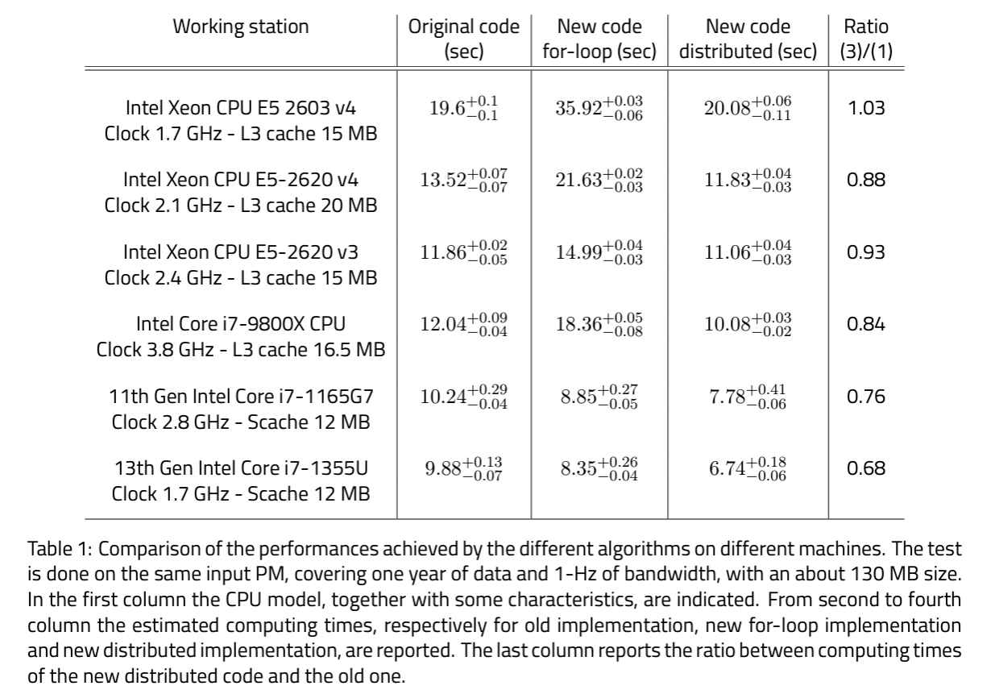 Working station Original code (sec) New code for-loop (sec) New code distributed (sec) Ratio (3)/(1)
Intel Xeon CPU E5 2603 v4 19.6+0.1−0.1 35.92+0.03−0.06 20.08+0.06−0.11 1.03
Clock 1.7 GHz - L3 cache 15 MB
Intel Xeon CPU E5-2620 v4 13.52+0.07−0.07 21.63+0.02−0.03 11.83+0.04−0.03 0.88
Clock 2.1 GHz - L3 cache 20 MB
Intel Xeon CPU E5-2620 v3 11.86+0.02−0.05 14.99+0.04−0.03 11.06+0.04−0.03 0.93
Clock 2.4 GHz - L3 cache 15 MB
Intel Core i7-9800X CPU 12.04+0.09−0.04 18.36+0.05−0.08 10.08+0.03−0.02 0.84
Clock 3.8 GHz - L3 cache 16.5 MB
11th Gen Intel Core i7-1165G7 10.24+0.29−0.04 8.85+0.27−0.05 7.78+0.41−0.06 0.76
Clock 2.8 GHz - Scache 12 MB
13th Gen Intel Core i7-1355U 9.88+0.13−0.07 8.35+0.26−0.04 6.74+0.18−0.06 0.68
Clock 1.7 GHz - Scache 12 MB
Table 1: Comparison of the performances achieved by the different algorithms on different machines. The test
is done on the same input PM, covering one year of data and 1-Hz of bandwidth, with an about 130 MB size.
In the first column the CPU model, together with some characteristics, are indicated. From second to fourth
column the estimated computing times, respectively for old implementation, new for-loop implementation
and new distributed implementation, are reported. The last column reports the ratio between computing times
of the new distributed code and the old one.